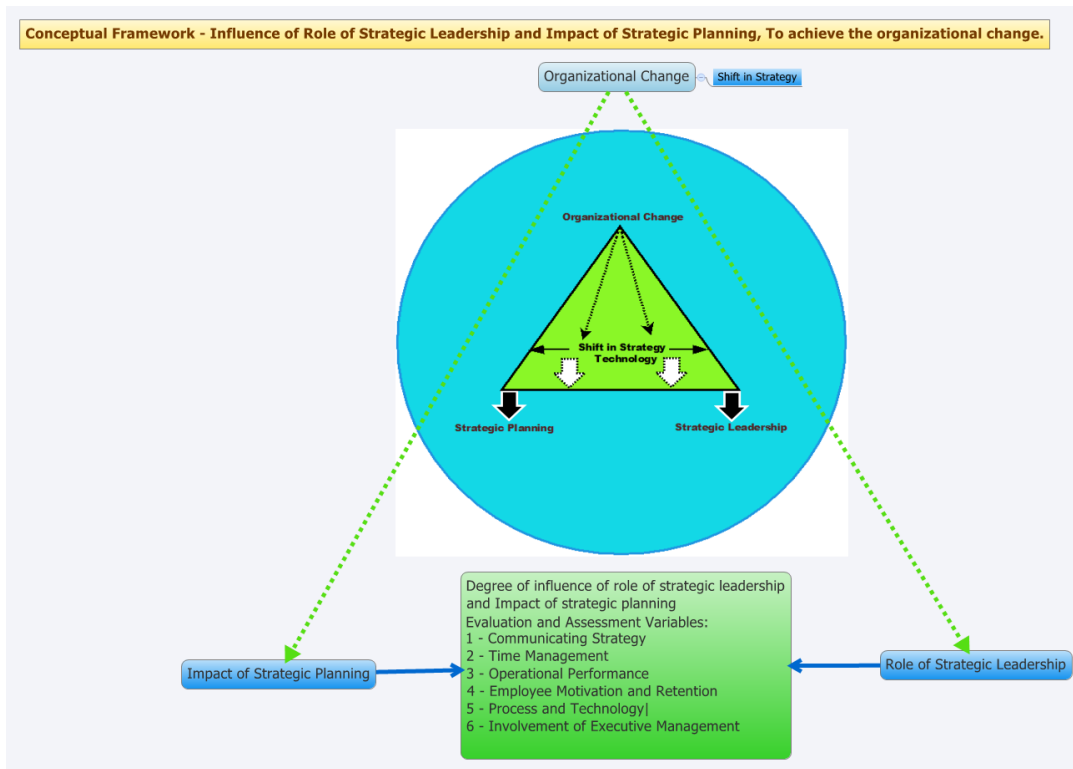 Conceptual Framework - Influence of Role of Strategic Leadership and Impact of Strategic Planning, To achieve the organizational change.
Organizational Change
Shift in Strategy
Organizational Change
Shift in Strategy
Technology
Strategic Planning
Strategic Leadership
Degree of influence of role of strategic leadership
and Impact of strategic planning
Evaluation and Assessment Variables:
1 - Communicating Strategy
2 - Time Management
3 - Operational Performance
4 - Employee Motivation and Retention
5 - Process and Technology|
6 - Involvement of Executive Management
Impact of Strategic Planning
Role of Strategic Leadership